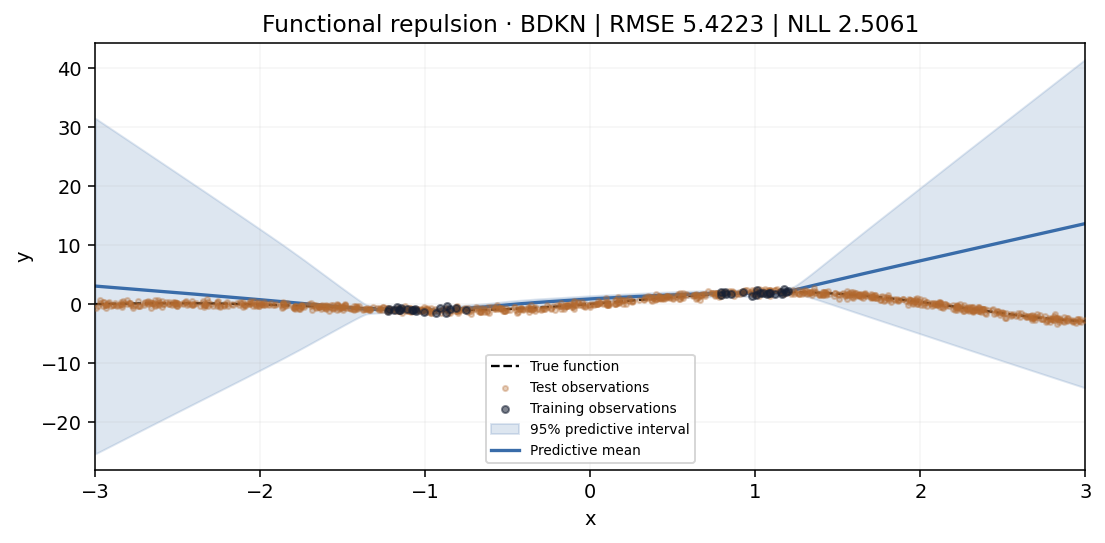 Functional repulsion · BDKN | RMSE 5.4223 | NLL 2.5061
40
30
20
10
0
−10
−20
y
True function
Test observations
Training observations
95% predictive interval
Predictive mean
−3 −2 −1 0 1 2 3
x